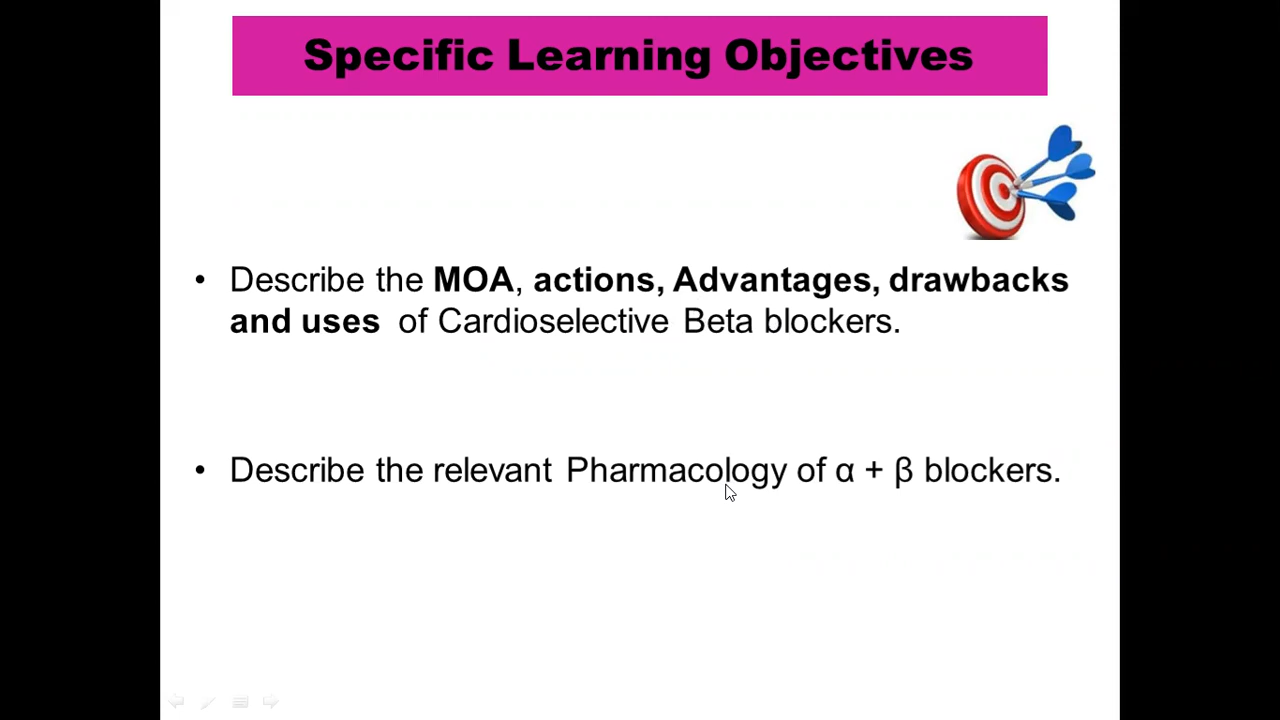 Specific Learning Objectives
• Describe the MOA, actions, Advantages, drawbacks
and uses of Cardioselective Beta blockers.
• Describe the relevant Pharmacology of α + β blockers.